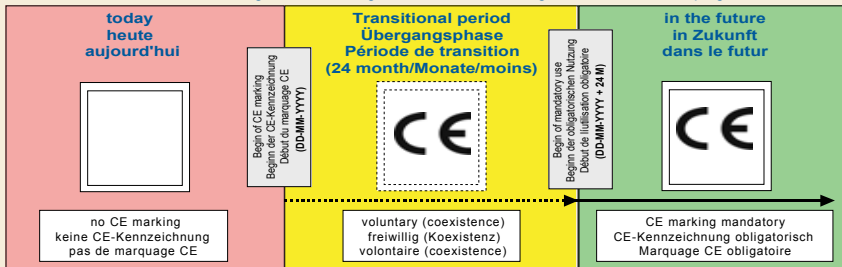 today
heute
aujourd'hui
Begin of CE marking
Beginn der CE-Kennzeichnung
Début du marquage CE
(DD-MM-YYYY)
no CE marking
keine CE-Kennzeichnung
pas de marquage CE
Transitional period
Übergangsphase
Période de transition
(24 month/Monate/moins)
CE
Begin of mandatory use
Beginn der obligatorischen Nutzung
Début de lìutilisation obligatoire
(DD-MM-YYYY + 24 M)
voluntary (coexistence)
freiwillig (Koexistenz)
volontaire (coexistence)
in the future
in Zukunft
dans le futur
CE
CE marking mandatory
CE-Kennzeichnung obligatorisch
Marquage CE obligatoire